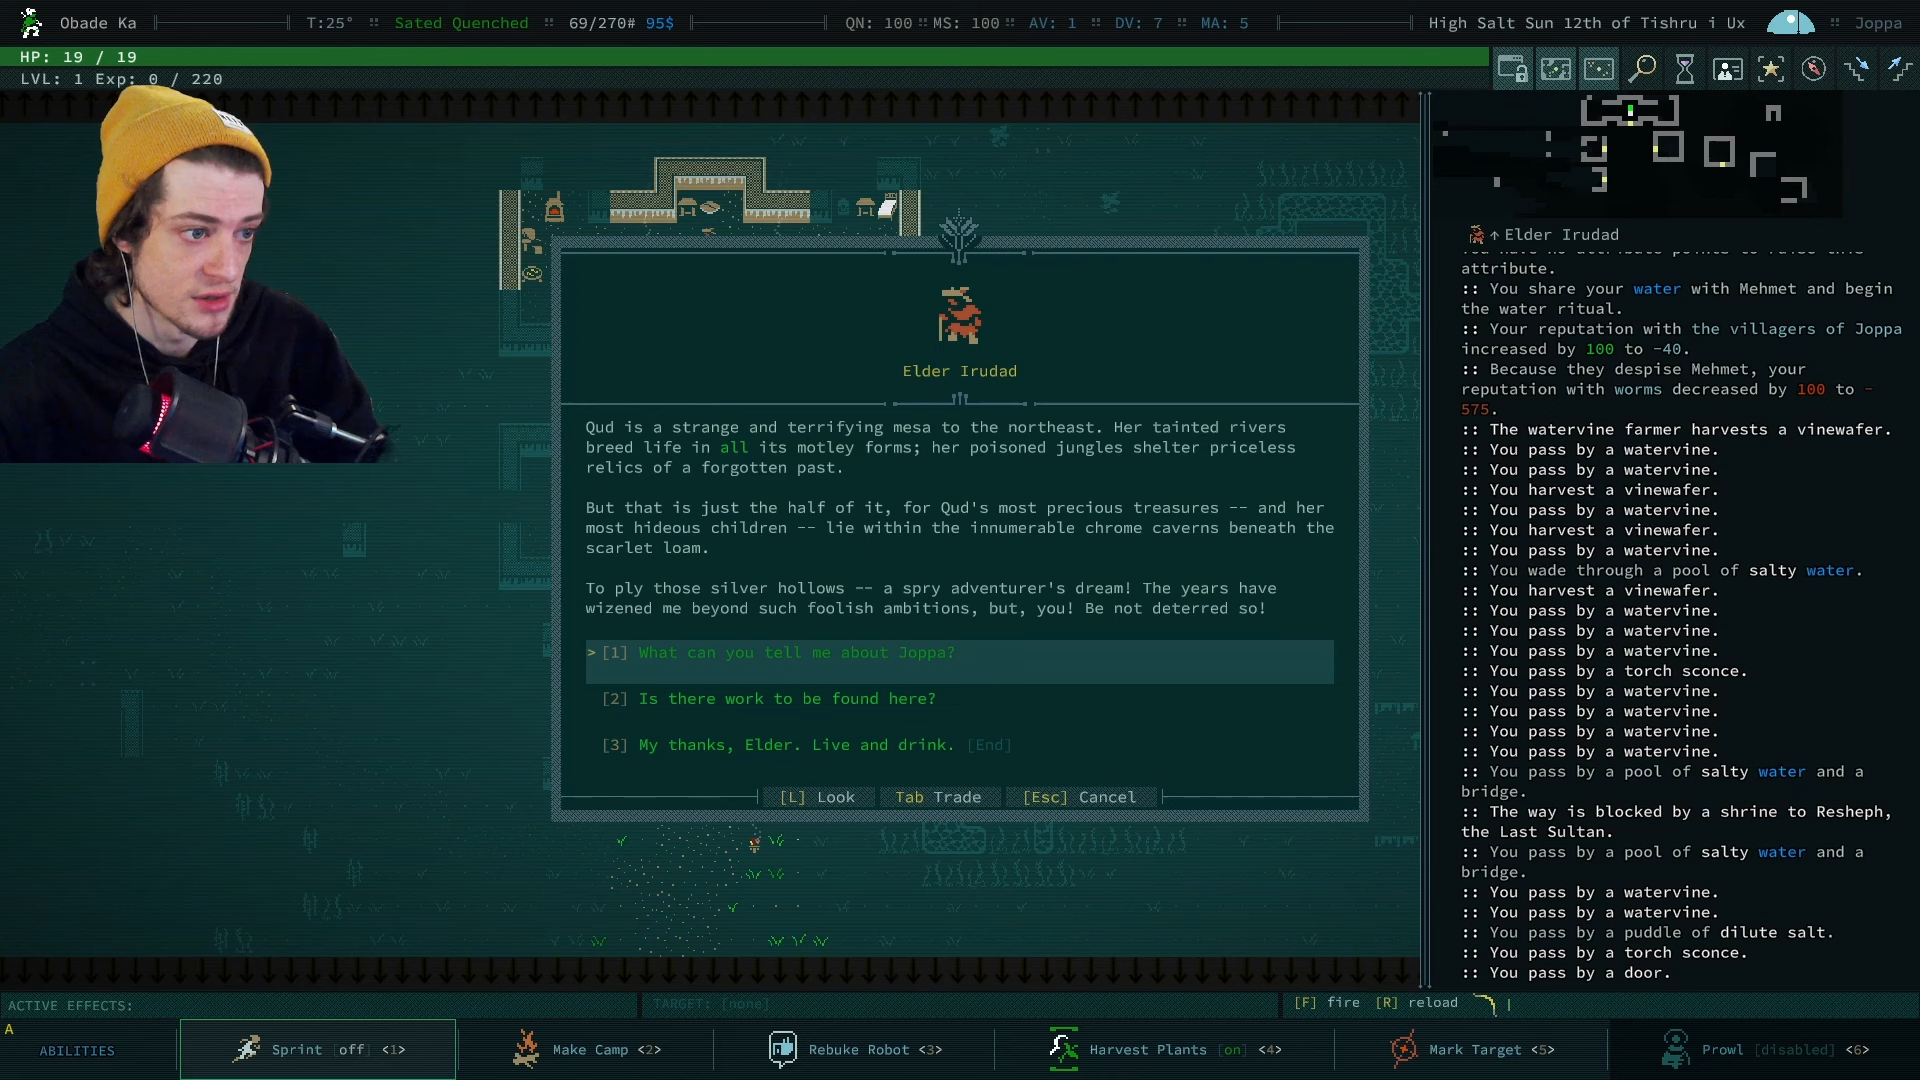 Obade Ka
T:25° :: Sated Quenched :: 69/270# 95$
QN: 100 :: MS: 100 :: AV: 1 :: DV: 7 :: MA: 5
High Salt Sun 12th of Tishru i Ux
:: Joppa
HP: 19 / 19
LVL: 1 Exp: 0 / 220
Elder Irudad
Qud is a strange and terrifying mesa to the northeast. Her tainted rivers
breed life in all its motley forms; her poisoned jungles shelter priceless
relics of a forgotten past.
But that is just the half of it, for Qud's most precious treasures -- and her
most hideous children -- lie within the innumerable chrome caverns beneath the
scarlet loam.
To ply those silver hollows -- a spry adventurer's dream! The years have
wizened me beyond such foolish ambitions, but, you! Be not deterred so!
> [1] What can you tell me about Joppa?
[2] Is there work to be found here?
[3] My thanks, Elder. Live and drink. [End]
[L] Look
Tab Trade
[Esc] Cancel
↑ Elder Irudad
You have no attribute points to raise this
attribute.
:: You share your water with Mehmet and begin
the water ritual.
:: Your reputation with the villagers of Joppa
increased by 100 to -40.
:: Because they despise Mehmet, your
reputation with worms decreased by 100 to -
575.
:: The watervine farmer harvests a vinewafer.
:: You pass by a watervine.
:: You pass by a watervine.
:: You harvest a vinewafer.
:: You pass by a watervine.
:: You harvest a vinewafer.
:: You pass by a watervine.
:: You wade through a pool of salty water.
:: You harvest a vinewafer.
:: You pass by a watervine.
:: You pass by a watervine.
:: You pass by a watervine.
:: You pass by a torch sconce.
:: You pass by a watervine.
:: You pass by a watervine.
:: You pass by a watervine.
:: You pass by a watervine.
:: You pass by a pool of salty water and a
bridge.
:: The way is blocked by a shrine to Resheph,
the Last Sultan.
:: You pass by a pool of salty water and a
bridge.
:: You pass by a watervine.
:: You pass by a watervine.
:: You pass by a puddle of dilute salt.
:: You pass by a torch sconce.
:: You pass by a door.
ACTIVE EFFECTS:
TARGET: [none]
[F] fire [R] reload
A
ABILITIES
Sprint [off] <1>
Make Camp <2>
Rebuke Robot <3>
Harvest Plants [on] <4>
Mark Target <5>
Prowl [disabled] <6>